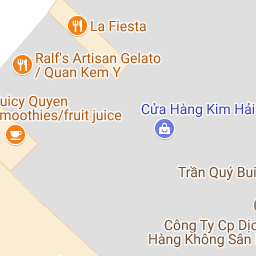 La Fiesta
Ralf's Artisan Gelato
/ Quan Kem Y
uicy Quyen
moothies/fruit juice
Cửa Hàng Kim Hải
Trần Quý Bui
Công Ty Cp Dịc
Hàng Không Sân